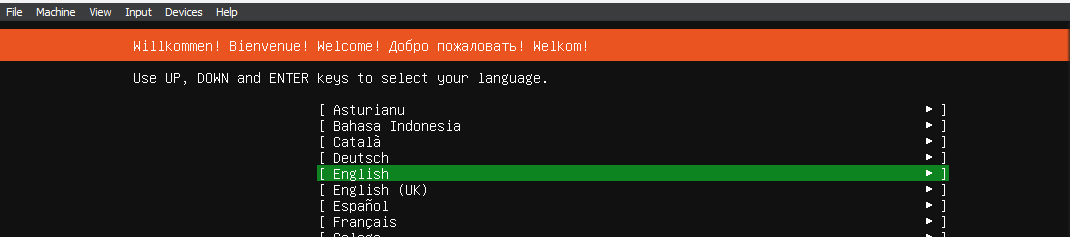 File Machine View Input Devices Help
Willkommen! Bienvenue! Welcome! Добро пожаловать! Welkom!
Use UP, DOWN and ENTER keys to select your language.
[ Asturianu ► ]
[ Bahasa Indonesia ► ]
[ Català ► ]
[ Deutsch ► ]
[ English ► ]
[ English (UK) ► ]
[ Español ► ]
[ Français ► ]